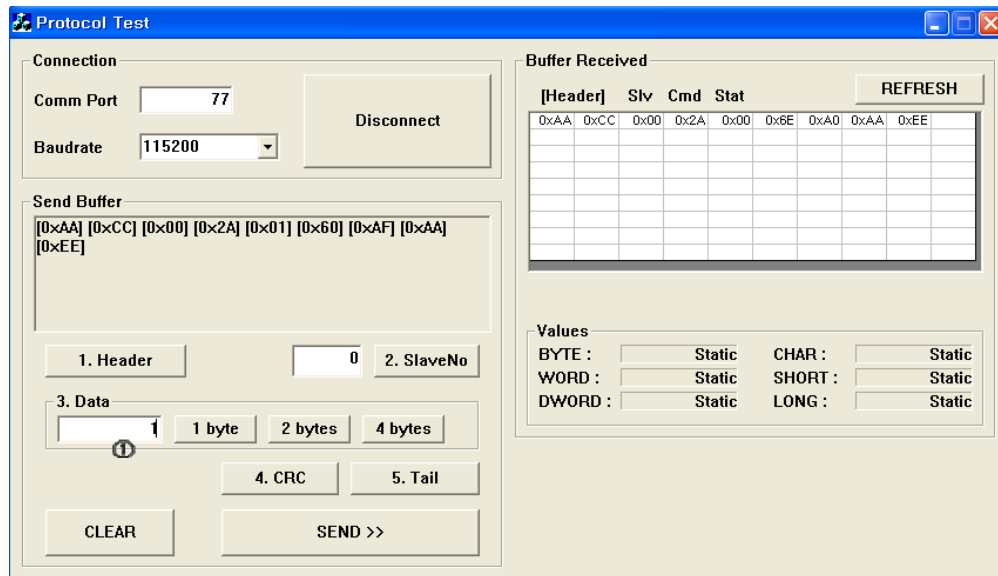 Protocol Test
Connection
Comm Port 77
Disconnect
Baudrate 115200
Send Buffer
[0xAA] [0xCC] [0x00] [0x2A] [0x01] [0x60] [0xAF] [0xAA]
[0xEE]
1. Header 0 2. SlaveNo
3. Data
1 1 byte 2 bytes 4 bytes
①
4. CRC 5. Tail
CLEAR SEND >>
Buffer Received
REFRESH
[Header] Slv Cmd Stat
0xAA 0xCC 0x00 0x2A 0x00 0x6E 0xA0 0xAA 0xEE
Values
BYTE : Static CHAR : Static
WORD : Static SHORT : Static
DWORD : Static LONG : Static